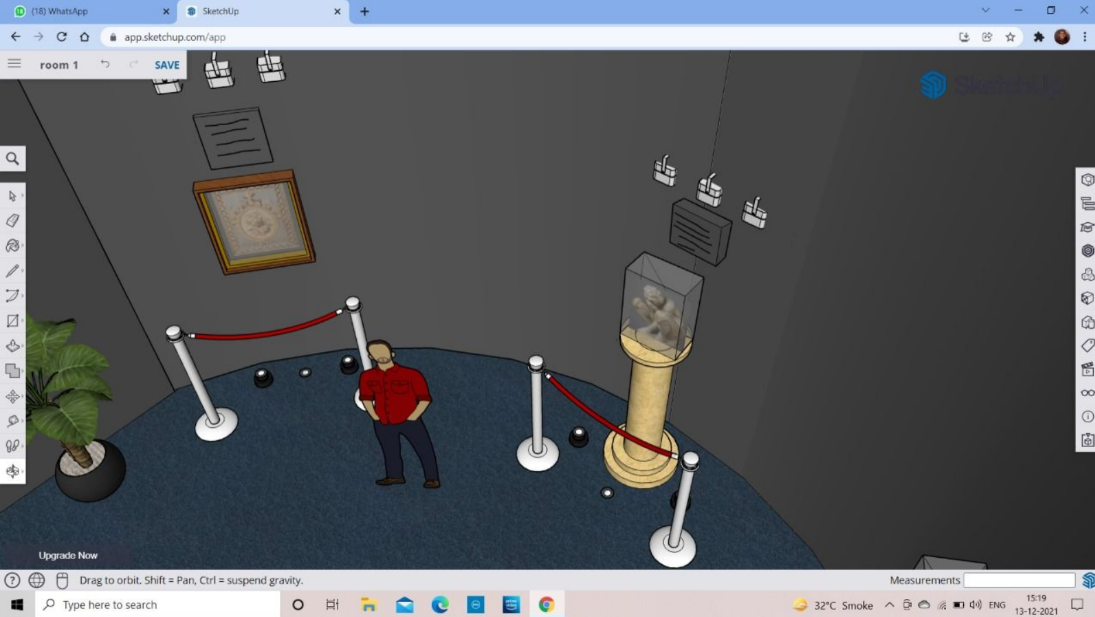 (18) WhatsApp
SketchUp
app.sketchup.com/app
room 1
SAVE
SketchUp
Upgrade Now
Drag to orbit. Shift = Pan, Ctrl = suspend gravity.
Measurements
Type here to search
32°C Smoke
ENG
15:19
13-12-2021